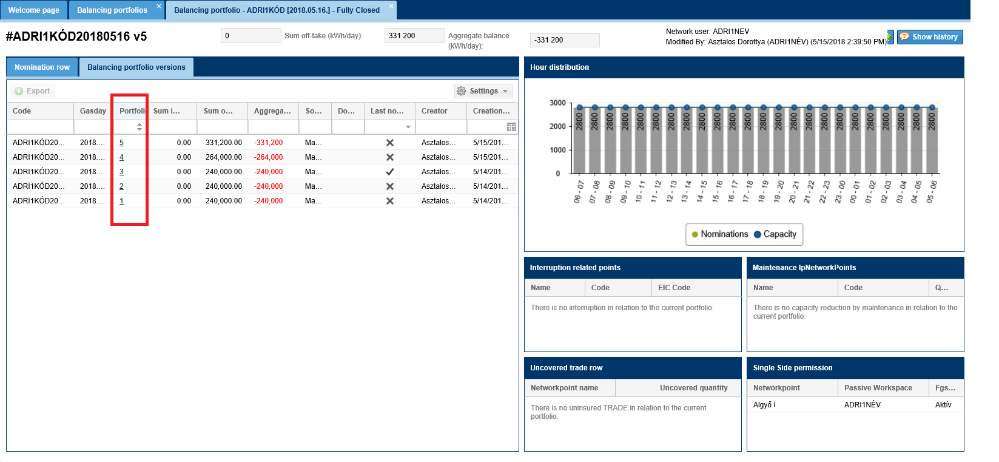 Welcome page
Balancing portfolios
Balancing portfolio - ADRI1KÓD [2018.05.16.] - Fully Closed
#ADRI1KÓD20180516 v5
0
Sum off-take (kWh/day):
331 200
Aggregate balance
(kWh/day):
-331 200
Network user: ADRI1NEV
Modified By: Asztalos Dorottya (ADRI1NÉV) (5/15/2018 2:39:50 PM)
Show history
Nomination row
Balancing portfolio versions
Export
Settings
Code Gasday Portfolio Sum i... Sum o... Aggrega... So... Do... Last no... Creator Creation...
ADRI1KÓD20... 2018.... 5 0.00 331,200.00 -331,200 Ma... Asztalos... 5/15/201...
ADRI1KÓD20... 2018.... 4 0.00 264,000.00 -264,000 Ma... Asztalos... 5/15/201...
ADRI1KÓD20... 2018.... 3 0.00 240,000.00 -240,000 Ma... Asztalos... 5/14/201...
ADRI1KÓD20... 2018.... 2 0.00 240,000.00 -240,000 Ma... Asztalos... 5/14/201...
ADRI1KÓD20... 2018.... 1 0.00 240,000.00 -240,000 Ma... Asztalos... 5/14/201...
Hour distribution
3000
2000
1000
0
2800 2800 2800 2800 2800 2800 2800 2800 2800 2800 2800 2800 2800 2800 2800 2800 2800 2800 2800 2800 2800 2800 2800 2800
06 - 07 07 - 08 08 - 09 09 - 10 10 - 11 11 - 12 12 - 13 13 - 14 14 - 15 15 - 16 16 - 17 17 - 18 18 - 19 19 - 20 20 - 21 21 - 22 22 - 23 23 - 00 00 - 01 01 - 02 02 - 03 03 - 04 04 - 05 05 - 06
Nominations Capacity
Interruption related points
Name Code EIC Code
There is no interruption in relation to the current portfolio.
Maintenance IpNetworkPoints
Name Code Q...
There is no capacity reduction by maintenance in relation to the
current portfolio.
Uncovered trade row
Networkpoint name Uncovered quantity
There is no uninsured TRADE in relation to the current
portfolio.
Single Side permission
Networkpoint Passive Workspace Fgs...
Algyő I ADRI1NÉV Aktív